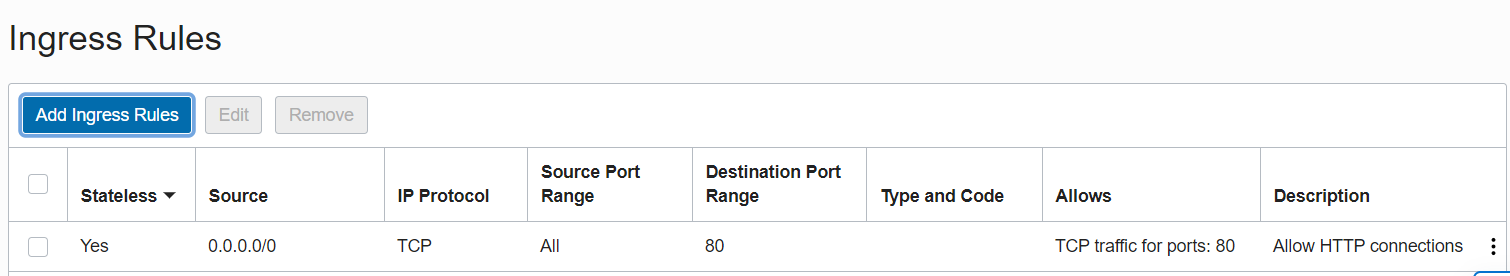 Ingress Rules
Add Ingress Rules Edit Remove
Stateless Source IP Protocol Source Port Range Destination Port Range Type and Code Allows Description
Yes 0.0.0.0/0 TCP All 80 TCP traffic for ports: 80 Allow HTTP connections